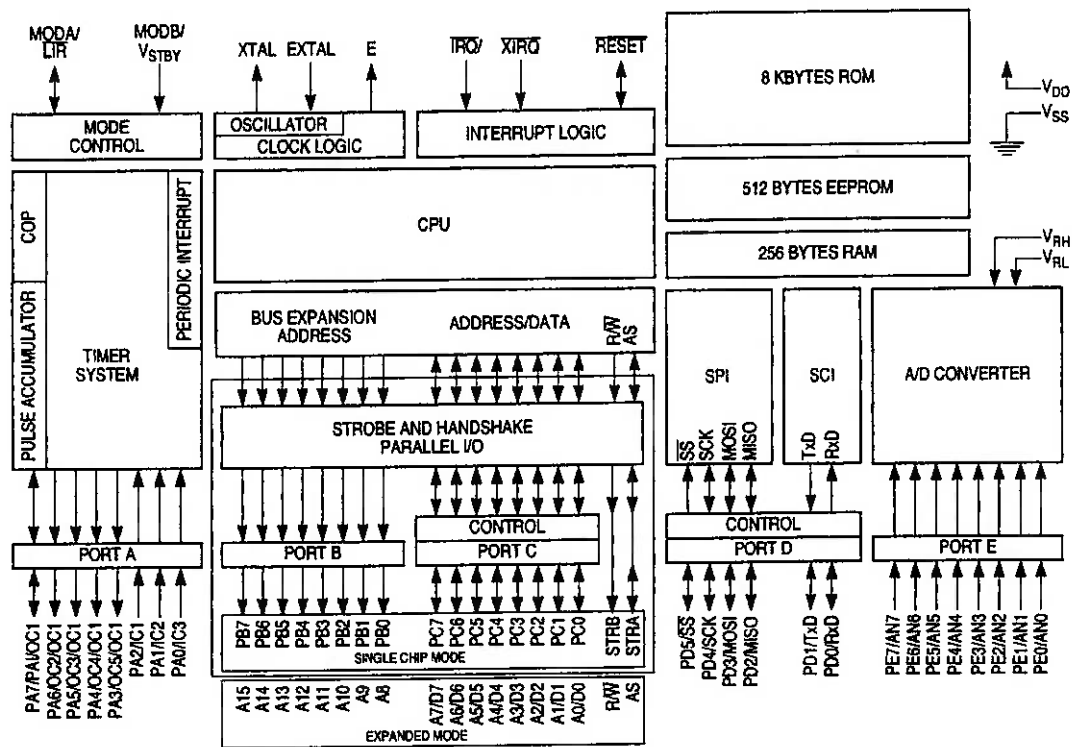 MODA/
LIR
MODB/
VSTBY
XTAL
EXTAL
E
IRQ/
XIRQ
RESET
8 KBYTES ROM
VDD
VSS
MODE
CONTROL
OSCILLATOR
CLOCK LOGIC
INTERRUPT LOGIC
COP
PERIODIC INTERRUPT
PULSE ACCUMULATOR
TIMER
SYSTEM
CPU
512 BYTES EEPROM
256 BYTES RAM
VRH
VRL
BUS EXPANSION
ADDRESS
ADDRESS/DATA
R/W
AS
SPI
SCI
A/D CONVERTER
STROBE AND HANDSHAKE
PARALLEL I/O
SS
SCK
MOSI
MISO
TxD
RxD
CONTROL
CONTROL
PORT A
PORT B
PORT C
PORT D
PORT E
PA7/PAI/OC1
PA6/OC2/OC1
PA5/OC3/OC1
PA4/OC4/OC1
PA3/OC5/OC1
PA2/IC1
PA1/IC2
PA0/IC3
PB7
PB6
PB5
PB4
PB3
PB2
PB1
PB0
PC7
PC6
PC5
PC4
PC3
PC2
PC1
PC0
STRB
STRA
SINGLE CHIP MODE
PD5/SS
PD4/SCK
PD3/MOSI
PD2/MISO
PD1/TxD
PD0/RxD
PE7/AN7
PE6/AN6
PE5/AN5
PE4/AN4
PE3/AN3
PE2/AN2
PE1/AN1
PE0/AN0
A15
A14
A13
A12
A11
A10
A9
A8
A7/D7
A6/D6
A5/D5
A4/D4
A3/D3
A2/D2
A1/D1
A0/D0
R/W
AS
EXPANDED MODE